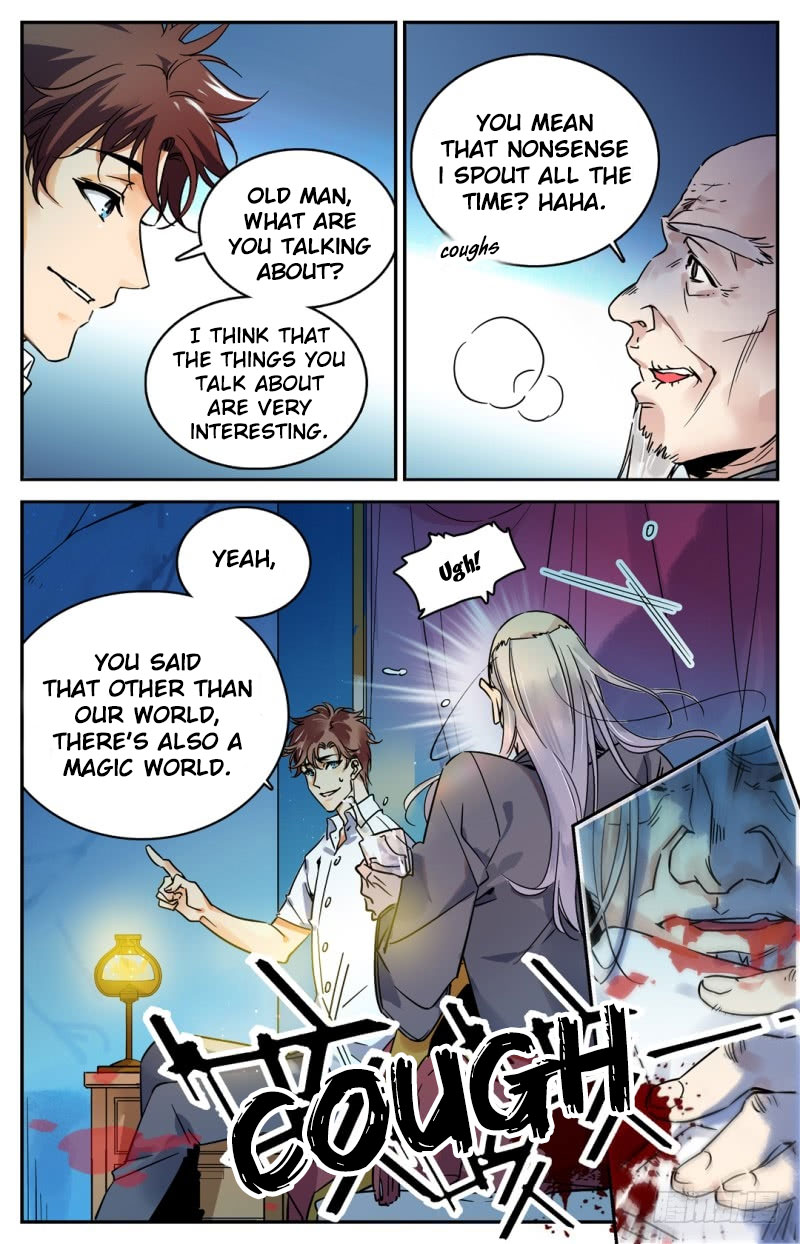 OLD MAN,
WHAT ARE
YOU TALKING
ABOUT?
I THINK THAT
THE THINGS YOU
TALK ABOUT
ARE VERY
INTERESTING.
YOU MEAN
THAT NONSENSE
I SPOUT ALL THE
TIME? HAHA.
coughs
YEAH,
YOU SAID
THAT OTHER THAN
OUR WORLD,
THERE'S ALSO A
MAGIC WORLD.
Ugh!
COUGH